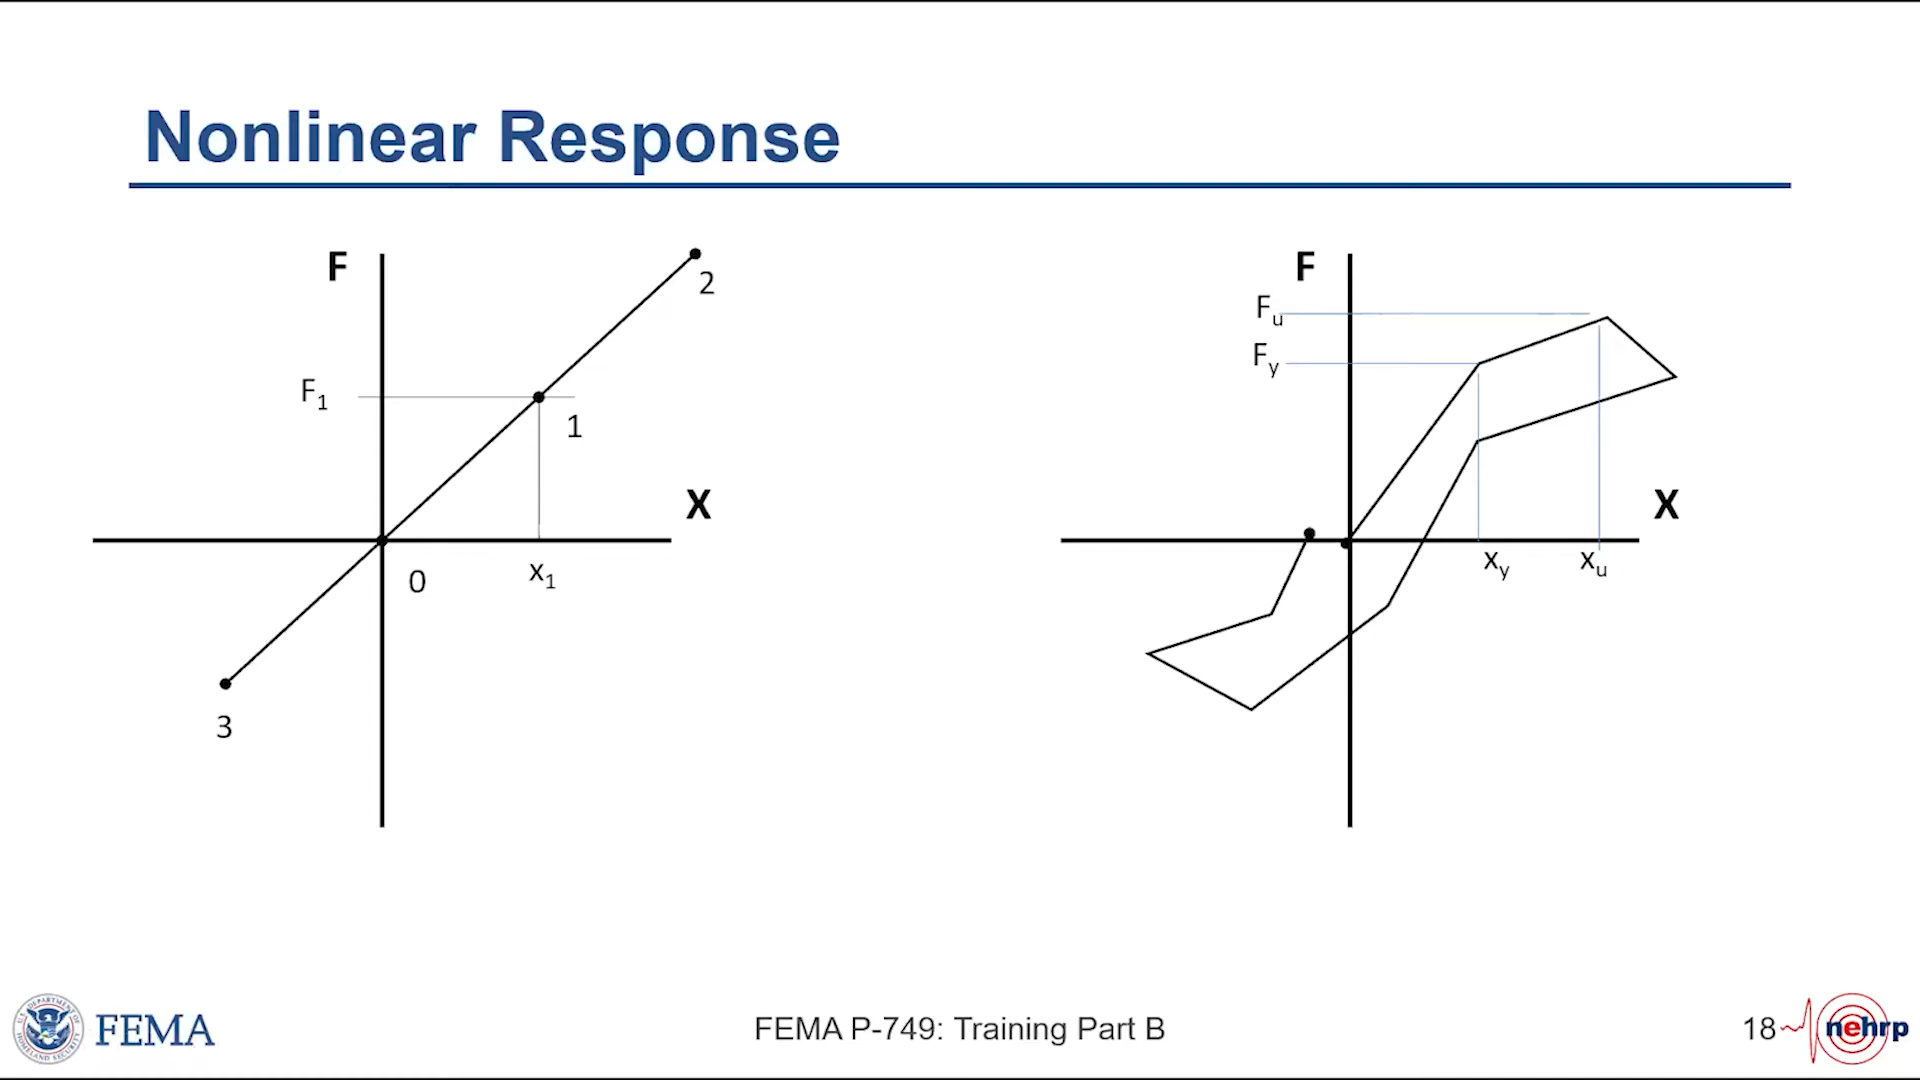 Nonlinear Response
F
2
F₁
1
X
0
x₁
3
F
Fᵤ
Fy
X
xy
xᵤ
FEMA
FEMA P-749: Training Part B
18
nehrp